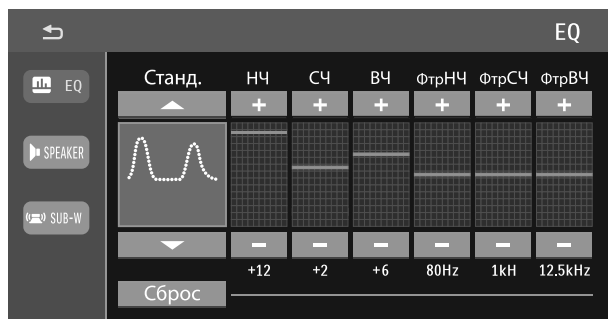 EQ
EQ
SPEAKER
SUB-W
Станд. НЧ СЧ ВЧ ФтрНЧ ФтрСЧ ФтрВЧ
+ + + + + +
− − − − − −
+12 +2 +6 80Hz 1kH 12.5kHz
Сброс